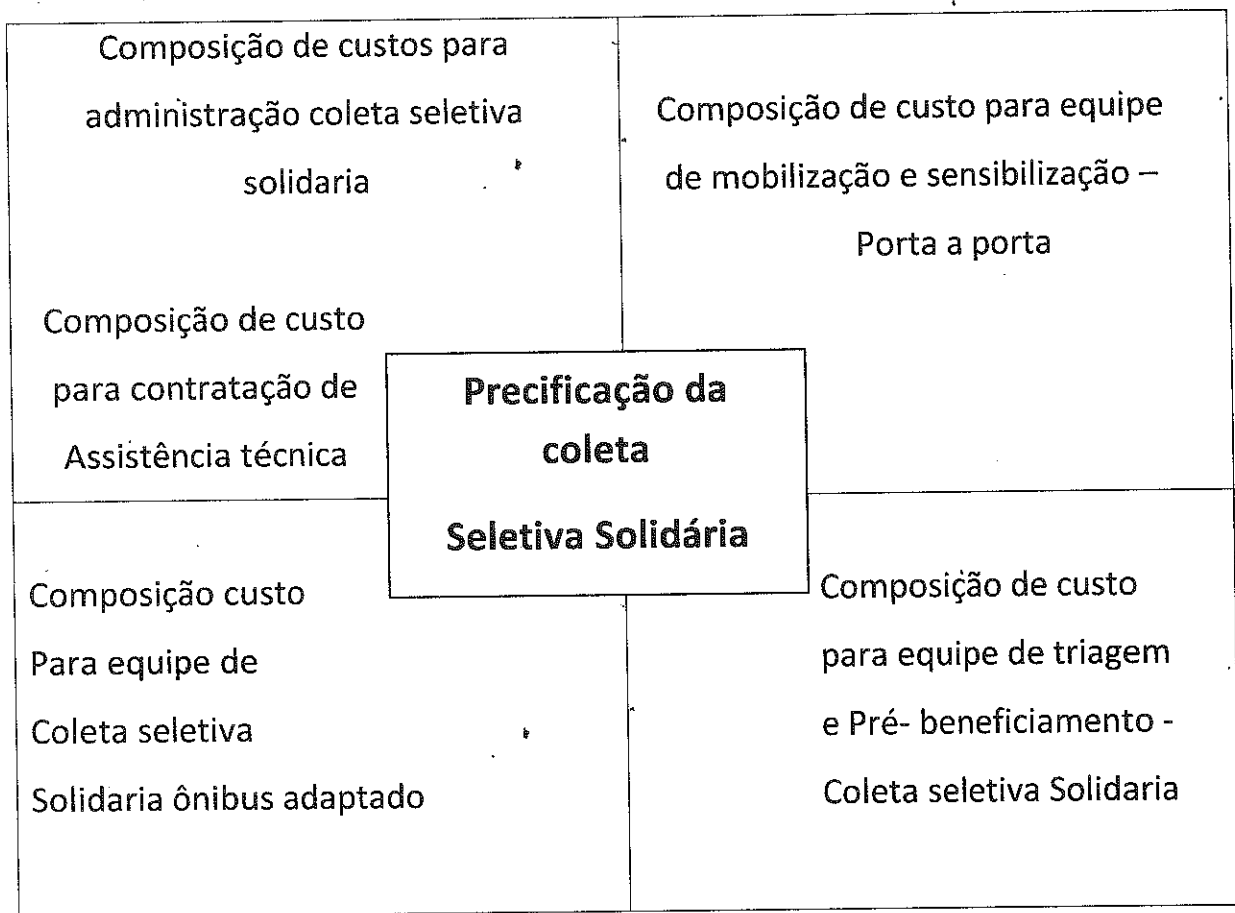 Composição de custos para
administração coleta seletiva
solidaria
Composição de custo
para contratação de
Assistência técnica
Composição de custo para equipe
de mobilização e sensibilização –
Porta a porta
Precificação da
coleta
Seletiva Solidária
Composição custo
Para equipe de
Coleta seletiva
Solidaria ônibus adaptado
Composição de custo
para equipe de triagem
e Pré- beneficiamento -
Coleta seletiva Solidaria